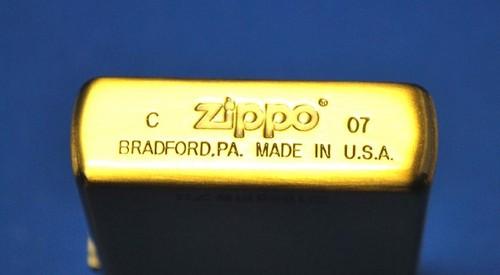 C Zippo® 07
BRADFORD,PA. MADE IN U.S.A.